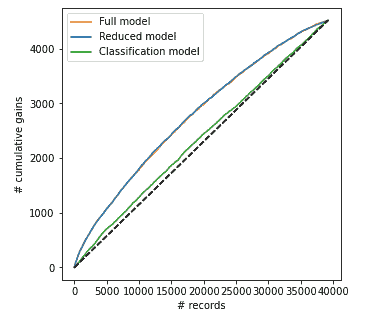 Full model
Reduced model
Classification model
# cumulative gains
4000
3000
2000
1000
0
0 5000 10000 15000 20000 25000 30000 35000 40000
# records